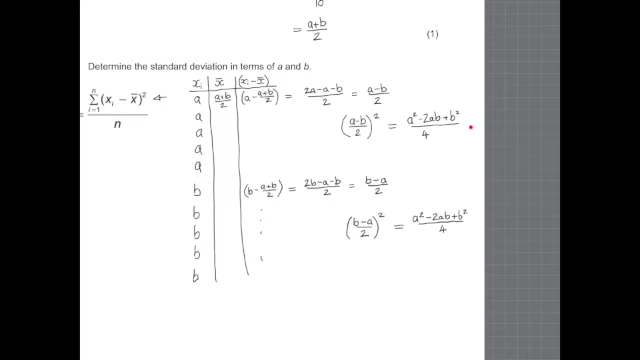 10
= a+b/2 (1)
Determine the standard deviation in terms of a and b.
= Σ_{i=1}^{n} (x_i − x̄)² / n ←
x_i | x̄ | (x_i − x̄)
a | a+b/2 | (a − a+b/2) = 2a−a−b/2 = a−b/2
a
(a−b/2)² = a²−2ab+b²/4
a
a
a
b (b − a+b/2) = 2b−a−b/2 = b−a/2
b
(b−a/2)² = a²−2ab+b²/4
b
b
b